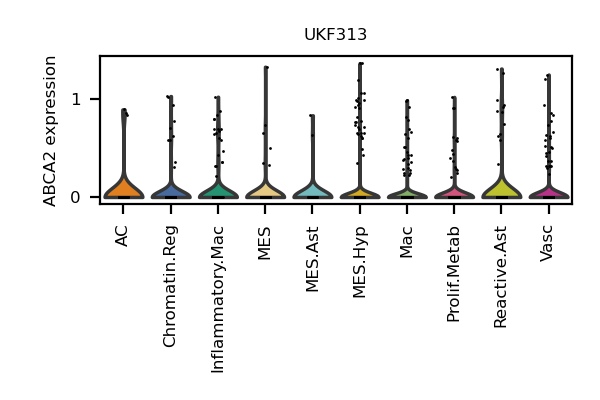 UKF313
ABCA2 expression
1
0
AC
Chromatin.Reg
Inflammatory.Mac
MES
MES.Ast
MES.Hyp
Mac
Prolif.Metab
Reactive.Ast
Vasc